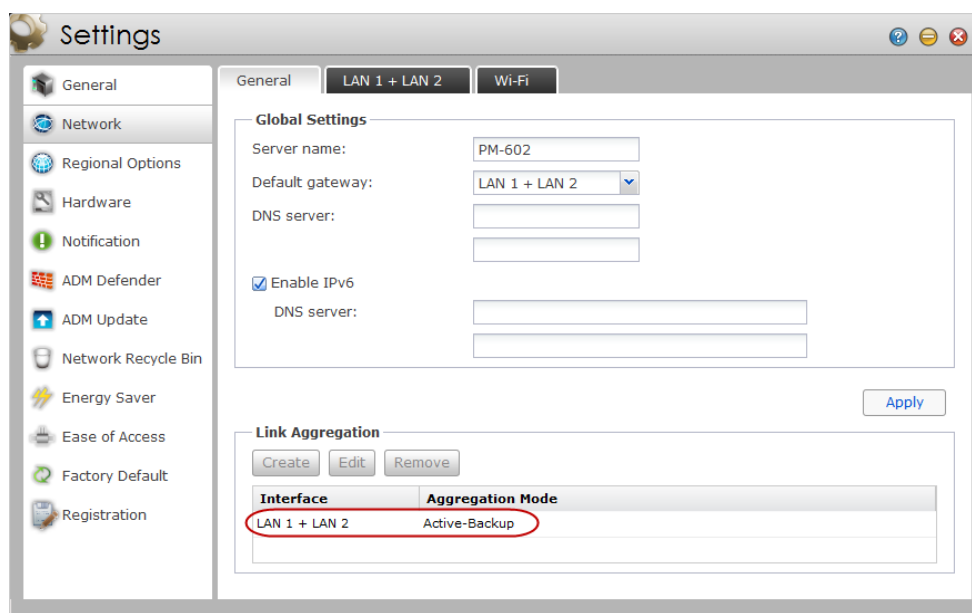 Settings
General
Network
Regional Options
Hardware
Notification
ADM Defender
ADM Update
Network Recycle Bin
Energy Saver
Ease of Access
Factory Default
Registration
General LAN 1 + LAN 2 Wi-Fi
Global Settings
Server name: PM-602
Default gateway: LAN 1 + LAN 2
DNS server:
Enable IPv6
DNS server:
Apply
Link Aggregation
Create Edit Remove
Interface Aggregation Mode
LAN 1 + LAN 2 Active-Backup